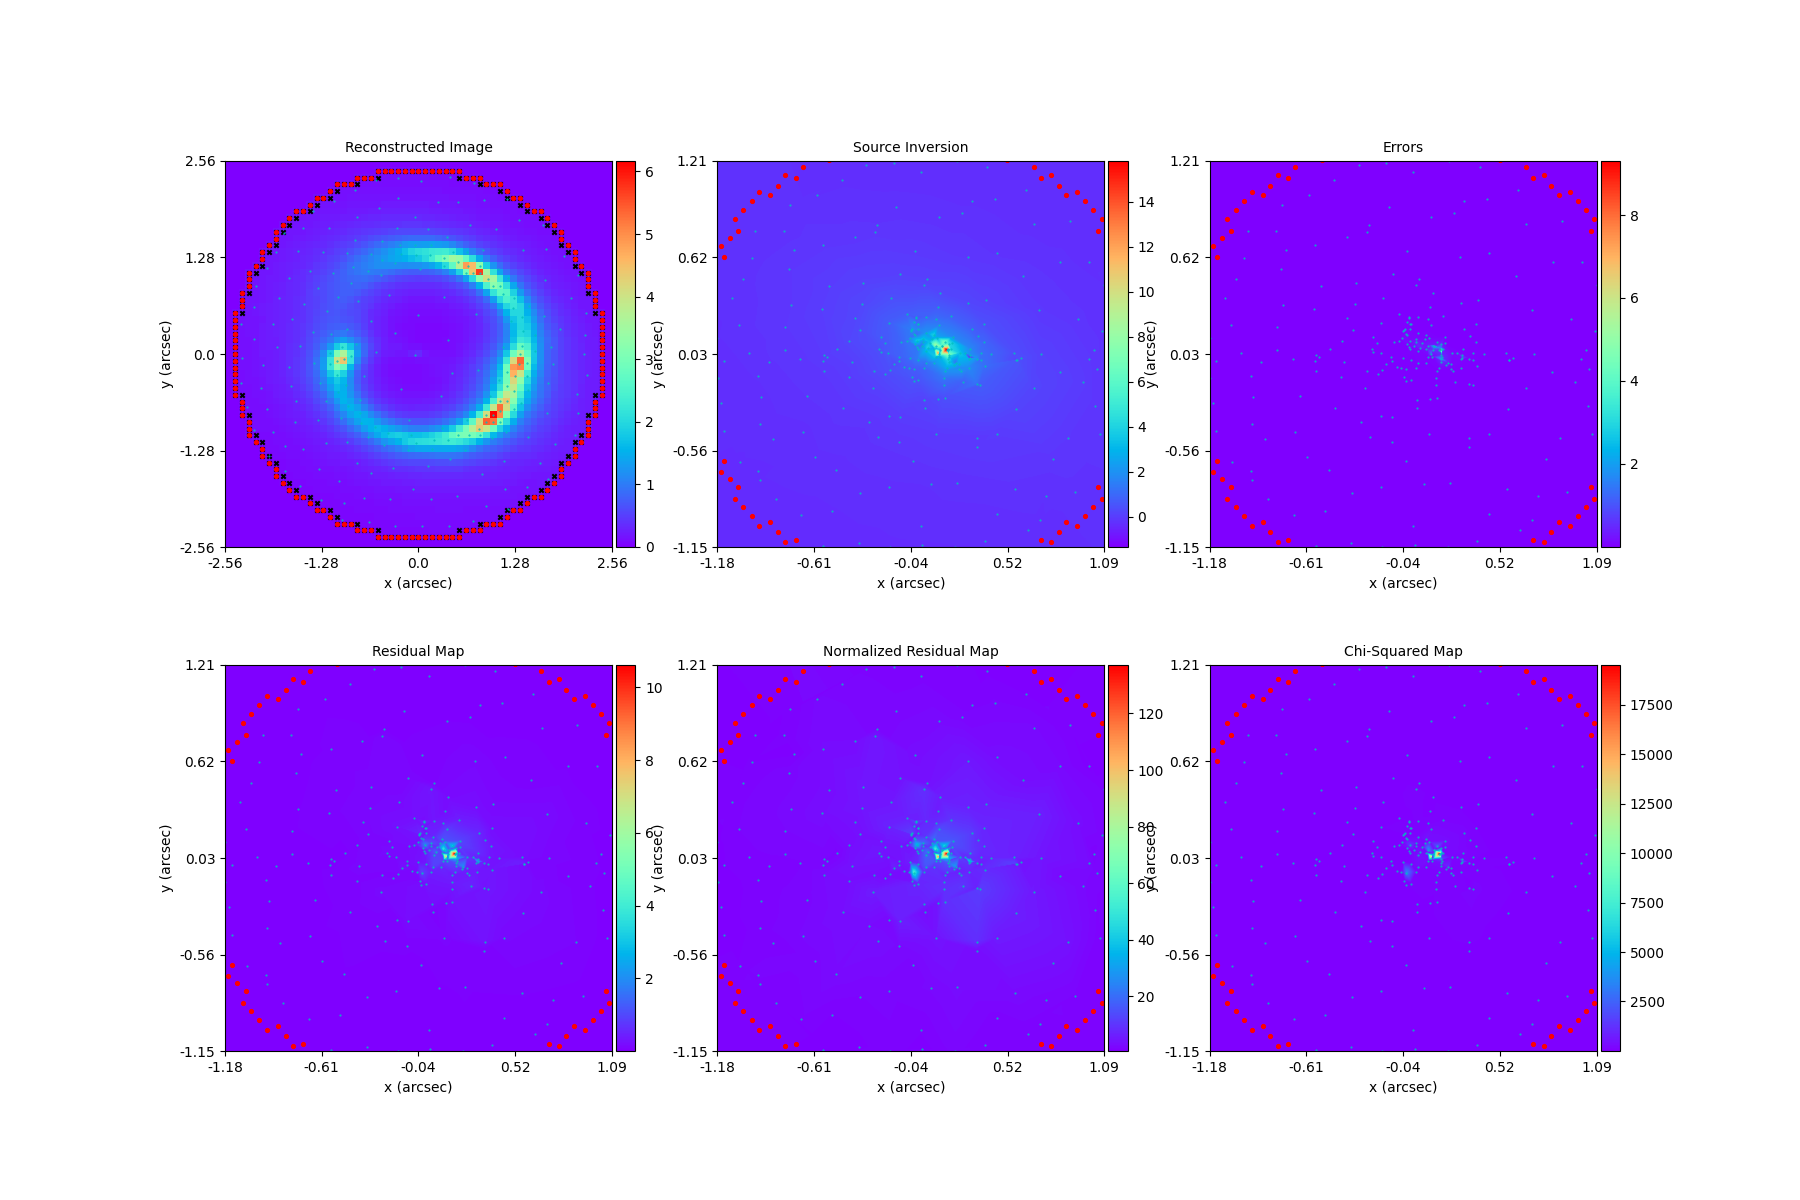 Reconstructed Image
2.56
1.28
0.0
-1.28
-2.56
y (arcsec)
-2.56 -1.28 0.0 1.28 2.56
x (arcsec)
6
5
4
3
2
1
0
Source Inversion
1.21
0.62
0.03
-0.56
-1.15
y (arcsec)
-1.18 -0.61 -0.04 0.52 1.09
x (arcsec)
14
12
10
8
6
4
2
0
Errors
1.21
0.62
0.03
-0.56
-1.15
y (arcsec)
-1.18 -0.61 -0.04 0.52 1.09
x (arcsec)
8
6
4
2
Residual Map
1.21
0.62
0.03
-0.56
-1.15
y (arcsec)
-1.18 -0.61 -0.04 0.52 1.09
x (arcsec)
10
8
6
4
2
Normalized Residual Map
1.21
0.62
0.03
-0.56
-1.15
y (arcsec)
-1.18 -0.61 -0.04 0.52 1.09
x (arcsec)
120
100
80
60
40
20
Chi-Squared Map
1.21
0.62
0.03
-0.56
-1.15
y (arcsec)
-1.18 -0.61 -0.04 0.52 1.09
x (arcsec)
17500
15000
12500
10000
7500
5000
2500